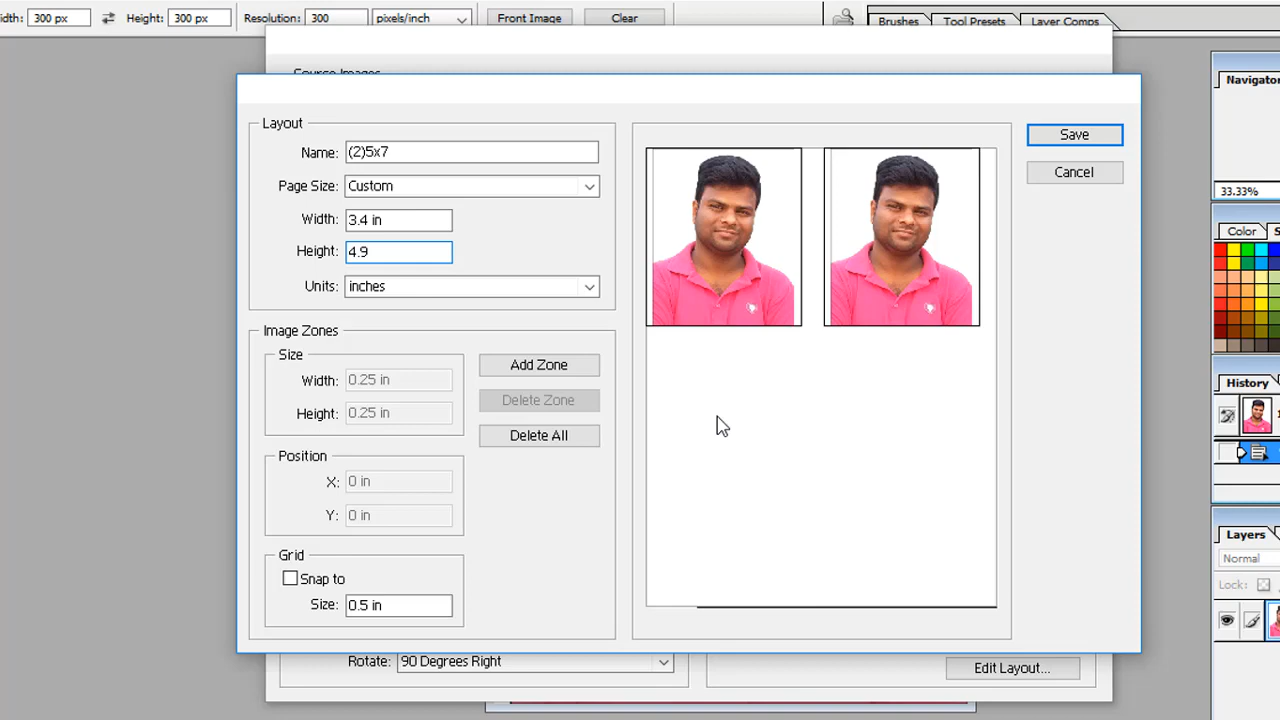 idth: 300 px Height: 300 px Resolution: 300 pixels/inch Front Image Clear Brushes Tool Presets Layer Comps
Source Images
Navigator
Layout
Name: (2)5x7
Page Size: Custom
Width: 3.4 in
Height: 4.9
Units: inches
Save
Cancel
33.33%
Color S
Image Zones
Size
Width: 0.25 in
Height: 0.25 in
Add Zone
Delete Zone
Delete All
Position
X: 0 in
Y: 0 in
Grid
Snap to
Size: 0.5 in
History
1
Layers
Normal
Lock:
Rotate: 90 Degrees Right
Edit Layout...